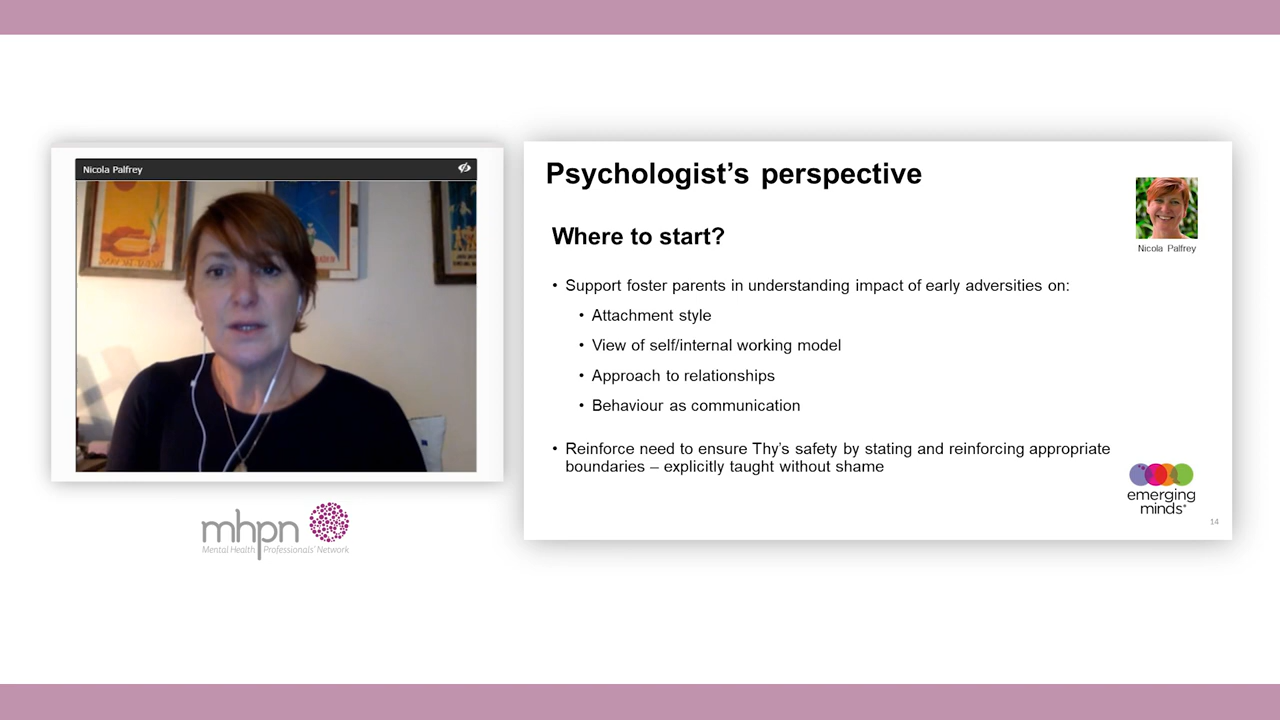 Nicola Palfrey
mhpn
Mental Health Professionals' Network
Psychologist’s perspective
Nicola Palfrey
Where to start?
• Support foster parents in understanding impact of early adversities on:
• Attachment style
• View of self/internal working model
• Approach to relationships
• Behaviour as communication
• Reinforce need to ensure Thy’s safety by stating and reinforcing appropriate
boundaries – explicitly taught without shame
emerging
minds
14